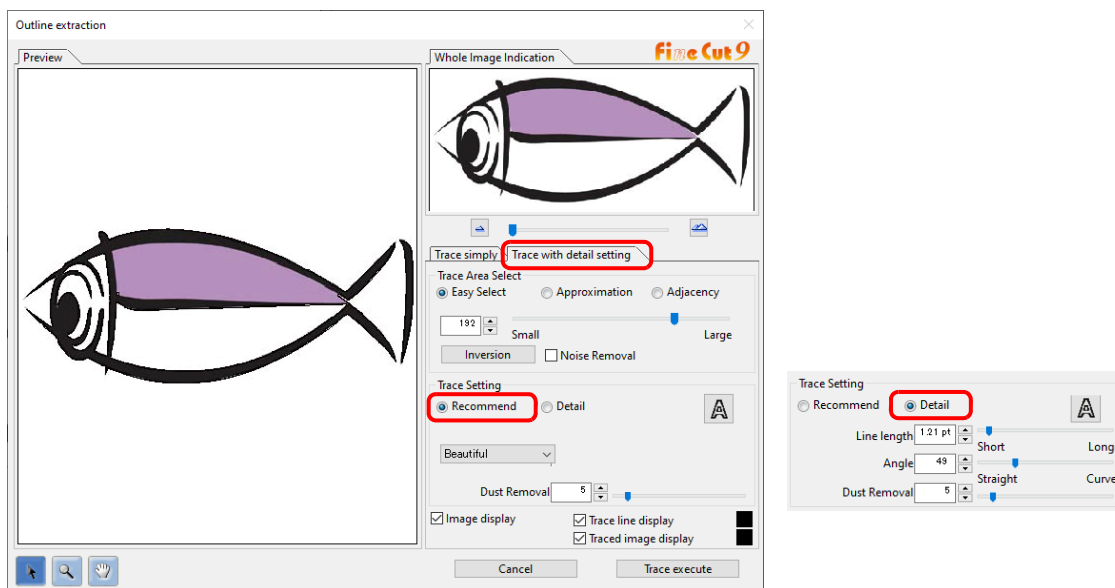 Outline extraction
Preview
Whole Image Indication
Fine Cut 9
Trace simply
Trace with detail setting
Trace Area Select
Easy Select
Approximation
Adjacency
192
Small
Large
Inversion
Noise Removal
Trace Setting
Recommend
Detail
A
Beautiful
Dust Removal
5
Image display
Trace line display
Traced image display
Cancel
Trace execute
Trace Setting
Recommend
Detail
A
Line length
1.21 pt
Short
Long
Angle
49
Straight
Curve
Dust Removal
5